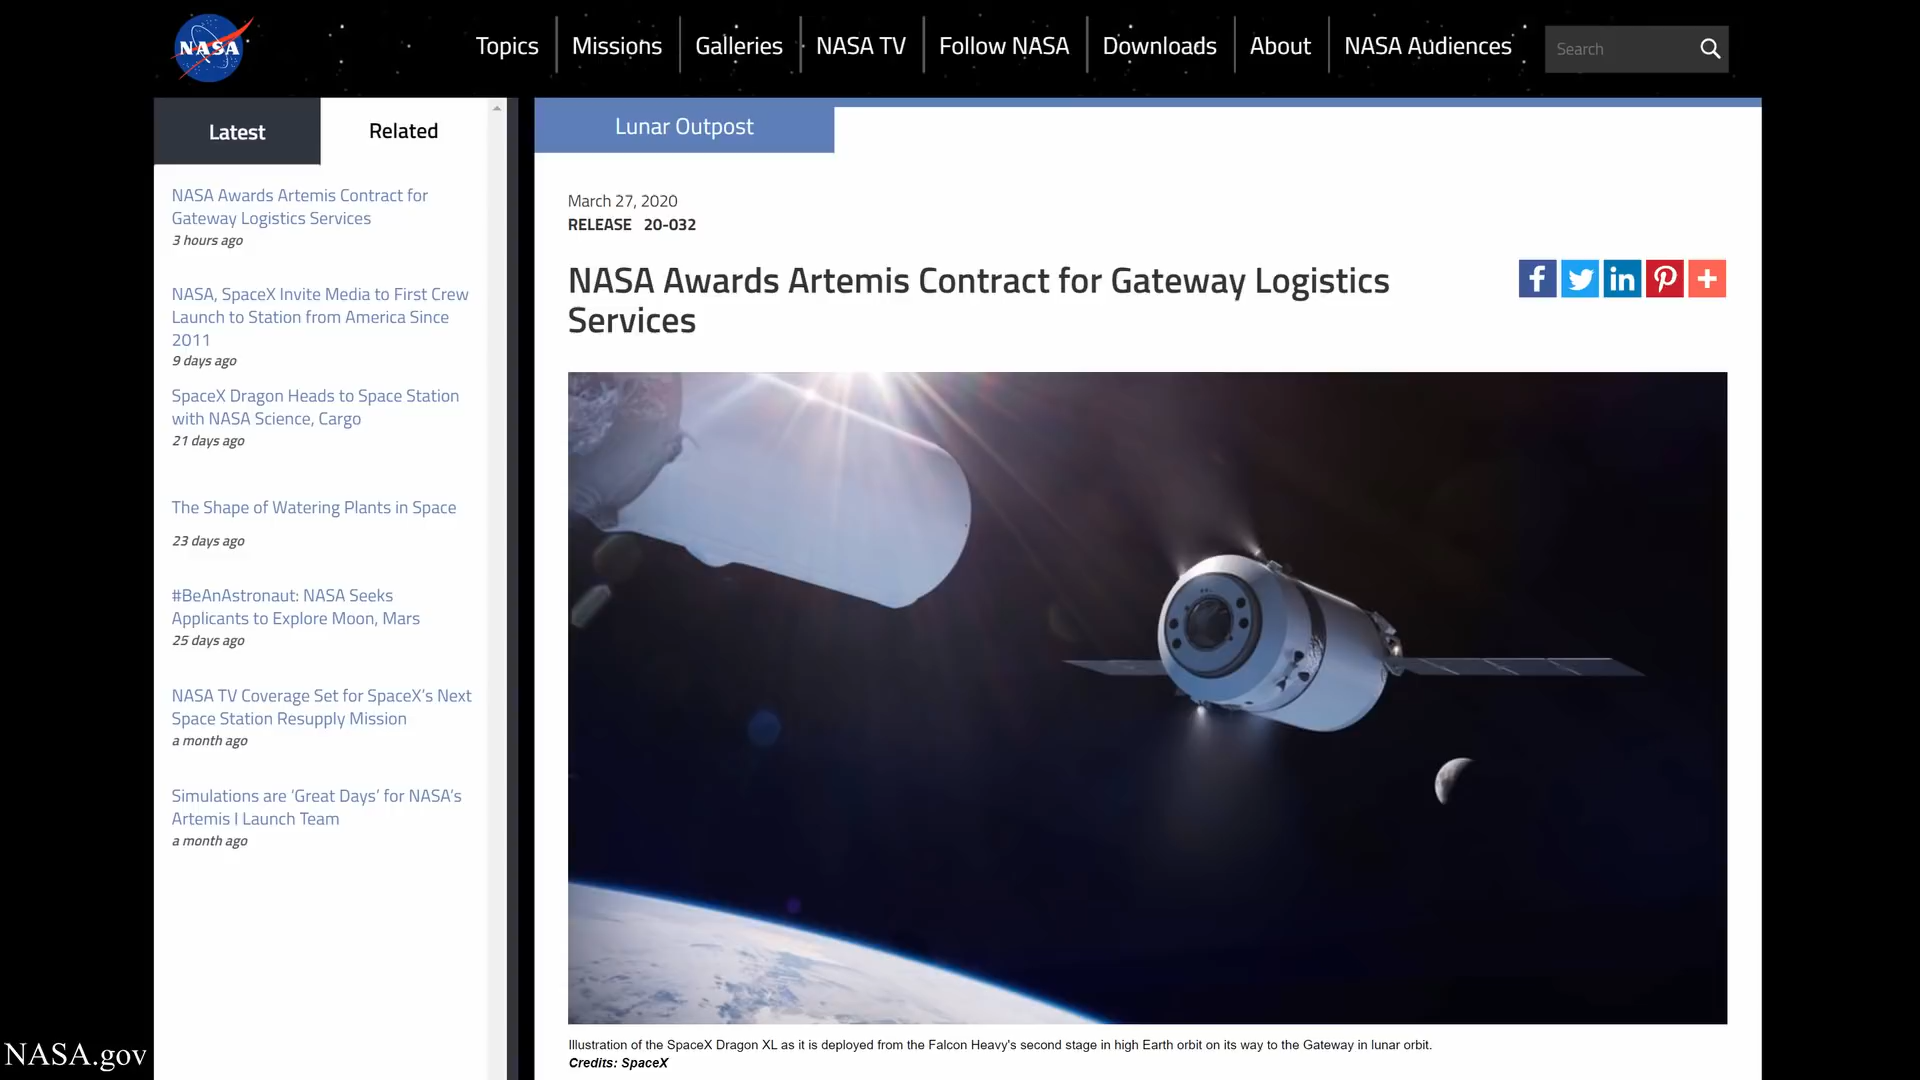 NASA
Topics
Missions
Galleries
NASA TV
Follow NASA
Downloads
About
NASA Audiences
Search
Latest
Related
NASA Awards Artemis Contract for
Gateway Logistics Services
3 hours ago
NASA, SpaceX Invite Media to First Crew
Launch to Station from America Since
2011
9 days ago
SpaceX Dragon Heads to Space Station
with NASA Science, Cargo
21 days ago
The Shape of Watering Plants in Space
23 days ago
#BeAnAstronaut: NASA Seeks
Applicants to Explore Moon, Mars
25 days ago
NASA TV Coverage Set for SpaceX's Next
Space Station Resupply Mission
a month ago
Simulations are ‘Great Days’ for NASA’s
Artemis I Launch Team
a month ago
Lunar Outpost
March 27, 2020
RELEASE 20-032
NASA Awards Artemis Contract for Gateway Logistics
Services
Illustration of the SpaceX Dragon XL as it is deployed from the Falcon Heavy's second stage in high Earth orbit on its way to the Gateway in lunar orbit.
Credits: SpaceX
NASA.gov